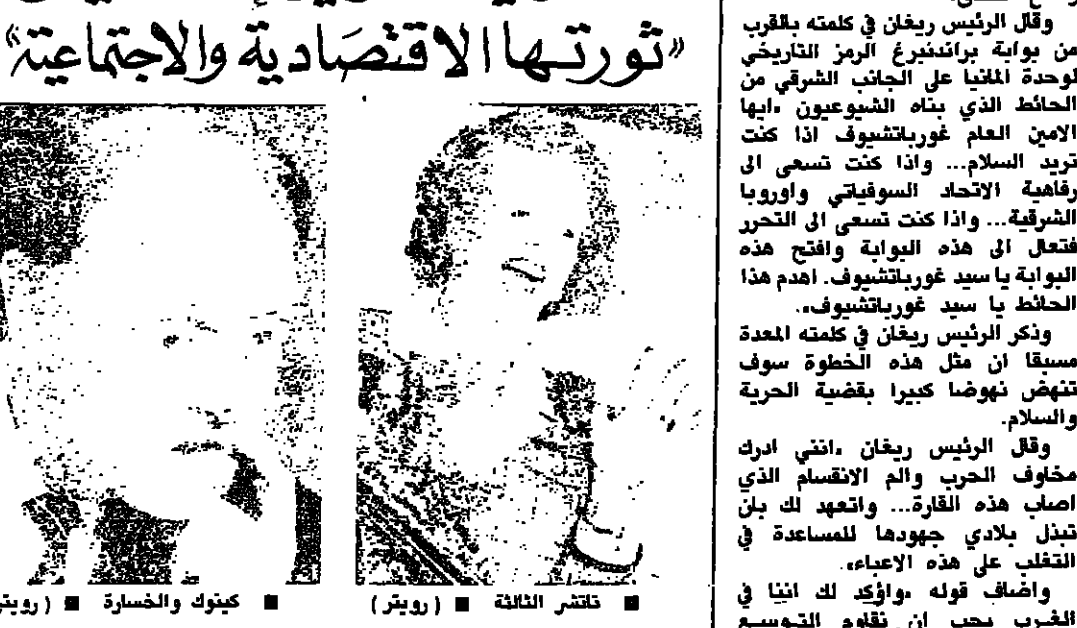 «ثورتها الاقتصادية والاجتماعية»
وقال الرئيس ريغان في كلمته بالقرب
من بوابة براندنبرغ الرمز التاريخي
لوحدة المانيا على الجانب الشرقي من
الحائط الذي بناه الشيوعيون «ايها
الامين العام غورباتشيوف اذا كنت
تريد السلام... واذا كنت تسعى الى
رفاهية الاتحاد السوفياتي واوروبا
الشرقية... واذا كنت تسعى الى التحرر
فتعال الى هذه البوابة وافتح هذه
البوابة يا سيد غورباتشيوف. اهدم هذا
الحائط يا سيد غورباتشيوف».
وذكر الرئيس ريغان في كلمته المعدة
مسبقا ان مثل هذه الخطوة سوف
تنهض نهوضا كبيرا بقضية الحرية
والسلام.
وقال الرئيس ريغان «انني ادرك
مخاوف الحرب والم الانقسام الذي
اصاب هذه القارة... واتعهد لك بان
تبذل بلادي جهودها للمساعدة في
التغلب على هذه الاعباء».
واضاف قوله «واؤكد لك اننا في
الغرب يجب ان نقاوم التوسع
■ تاتشر الثالثة ■ (رويتر)
■ كينوك والخسارة ■ (رويتر